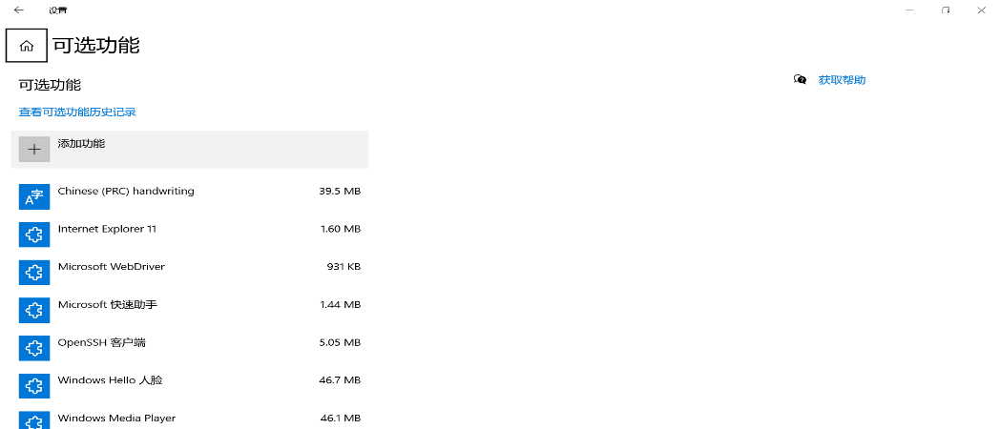 设置
可选功能
可选功能
获取帮助
查看可选功能历史记录
添加功能
Chinese (PRC) handwriting 39.5 MB
Internet Explorer 11 1.60 MB
Microsoft WebDriver 931 KB
Microsoft 快速助手 1.44 MB
OpenSSH 客户端 5.05 MB
Windows Hello 人脸 46.7 MB
Windows Media Player 46.1 MB